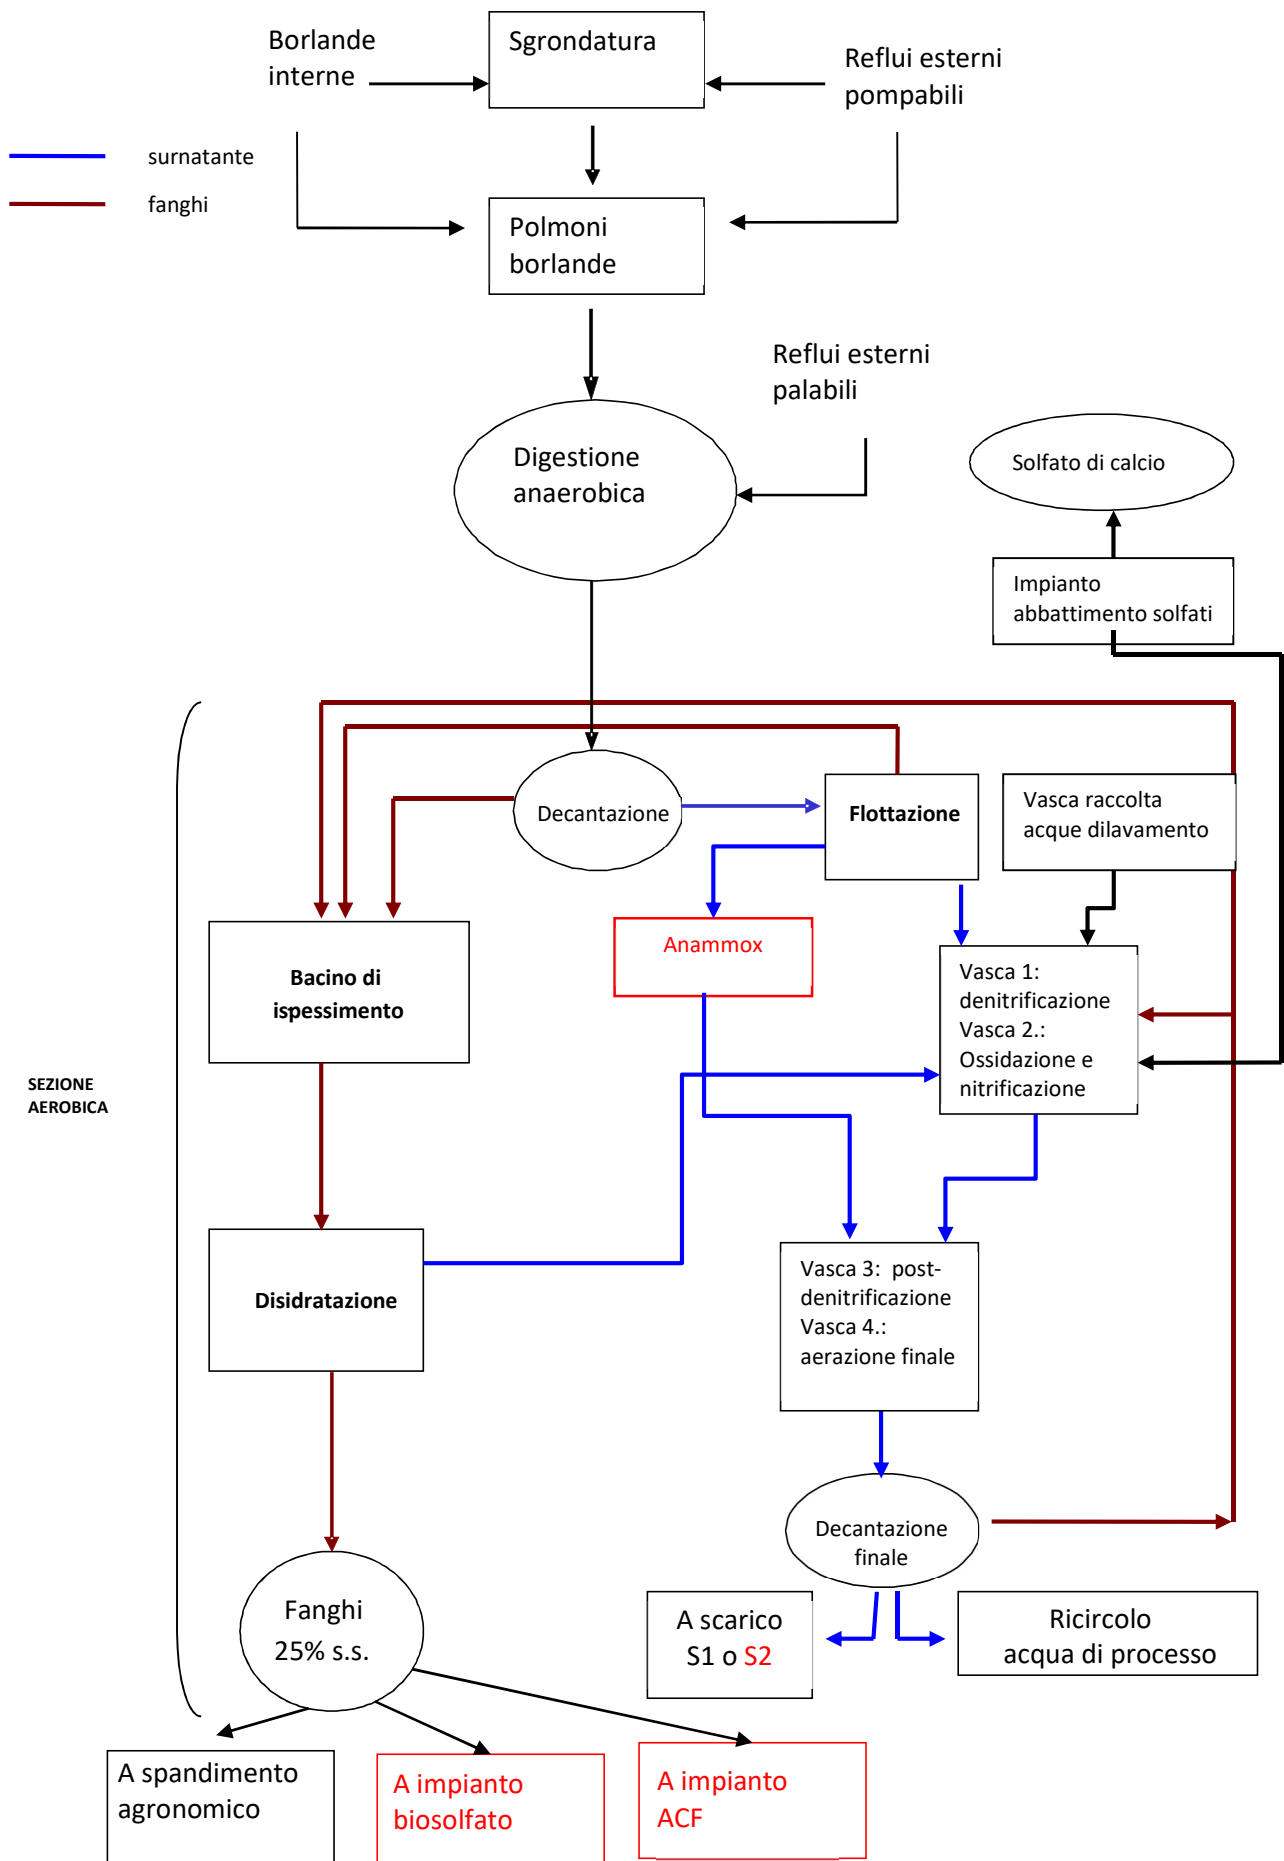 Borlande
interne
Sgrondatura
Reflui esterni
pompabili
surnatante
fanghi
Polmoni
borlande
Reflui esterni
palabili
Digestione
anaerobica
Solfato di calcio
Impianto
abbattimento solfati
Decantazione
Flottazione
Vasca raccolta
acque dilavamento
Anammox
Bacino di
ispessimento
Vasca 1:
denitrificazione
Vasca 2.:
Ossidazione e
nitrificazione
SEZIONE
AEROBICA
Disidratazione
Vasca 3:  post-
denitrificazione
Vasca 4.:
aerazione finale
Decantazione
finale
Fanghi
25% s.s.
A scarico
S1 o S2
Ricircolo
acqua di processo
A spandimento
agronomico
A impianto
biosolfato
A impianto
ACF